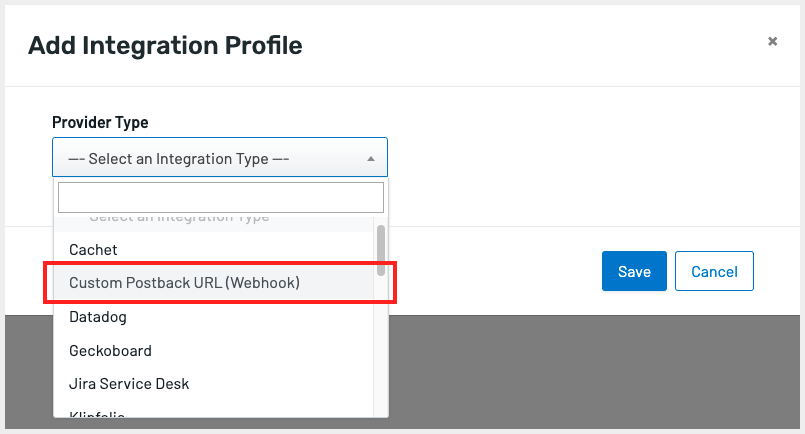 Add Integration Profile
×
Provider Type
--- Select an Integration Type ---
Select an Integration Type
Cachet
Custom Postback URL (Webhook)
Save
Cancel
Datadog
Geckoboard
Jira Service Desk
Klipfolio